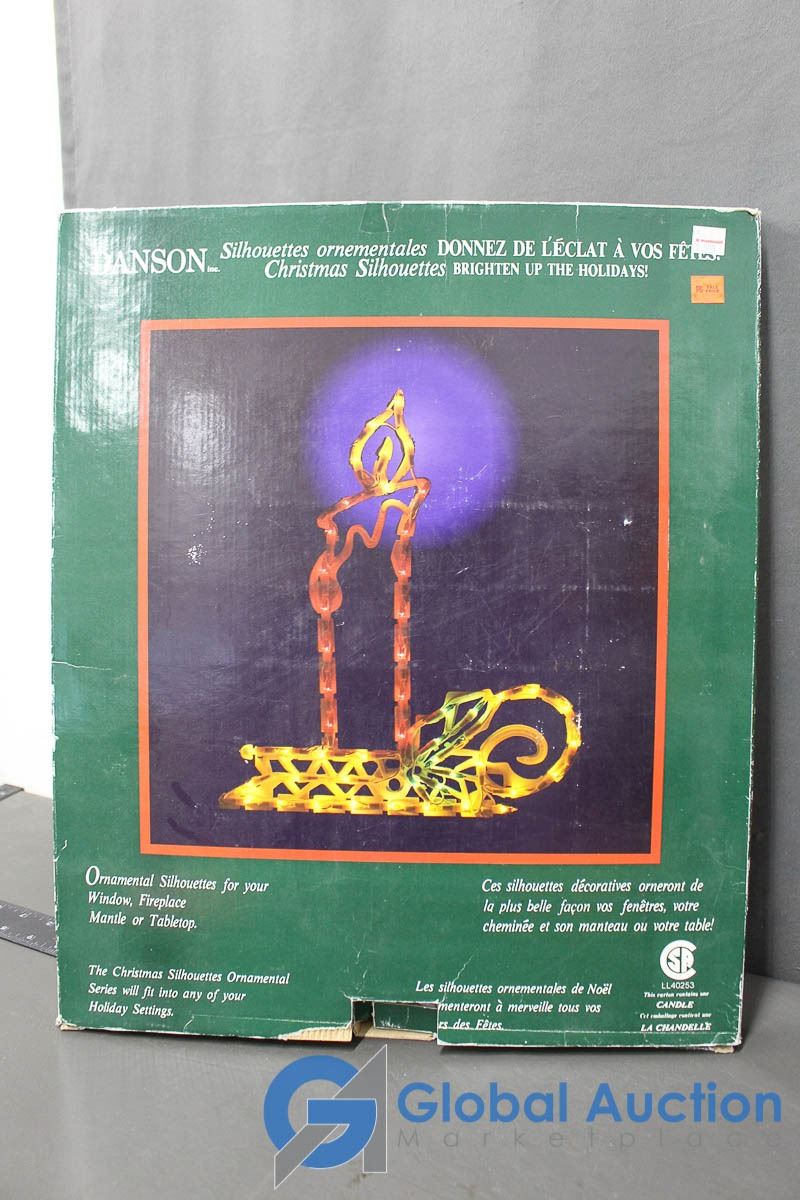 DANSON inc.
Silhouettes ornementales DONNEZ DE L'ÉCLAT À VOS FÊTES!
Christmas Silhouettes BRIGHTEN UP THE HOLIDAYS!
Ornamental Silhouettes for your
Window, Fireplace
Mantle or Tabletop.
Ces silhouettes décoratives orneront de
la plus belle façon vos fenêtres, votre
cheminée et son manteau ou votre table!
The Christmas Silhouettes Ornamental
Series will fit into any of your
Holiday Settings.
Les silhouettes ornementales de Noël
menteront à merveille tous vos
rs des Fêtes.
LL40253
This carton contains one
CANDLE
Cet emballage contient une
LA CHANDELLE
Global Auction
Marketplace